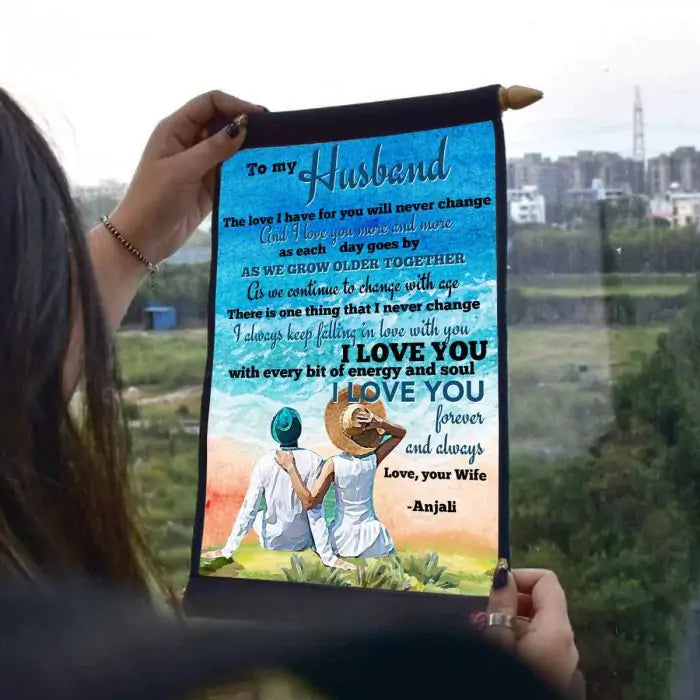 To my Husband
The love I have for you will never change
And I love you more and more
as each day goes by
AS WE GROW OLDER TOGETHER
As we continue to change with age
There is one thing that I never change
I always keep falling in love with you
I LOVE YOU
with every bit of energy and soul
I LOVE YOU
forever
and always
Love, your Wife
-Anjali